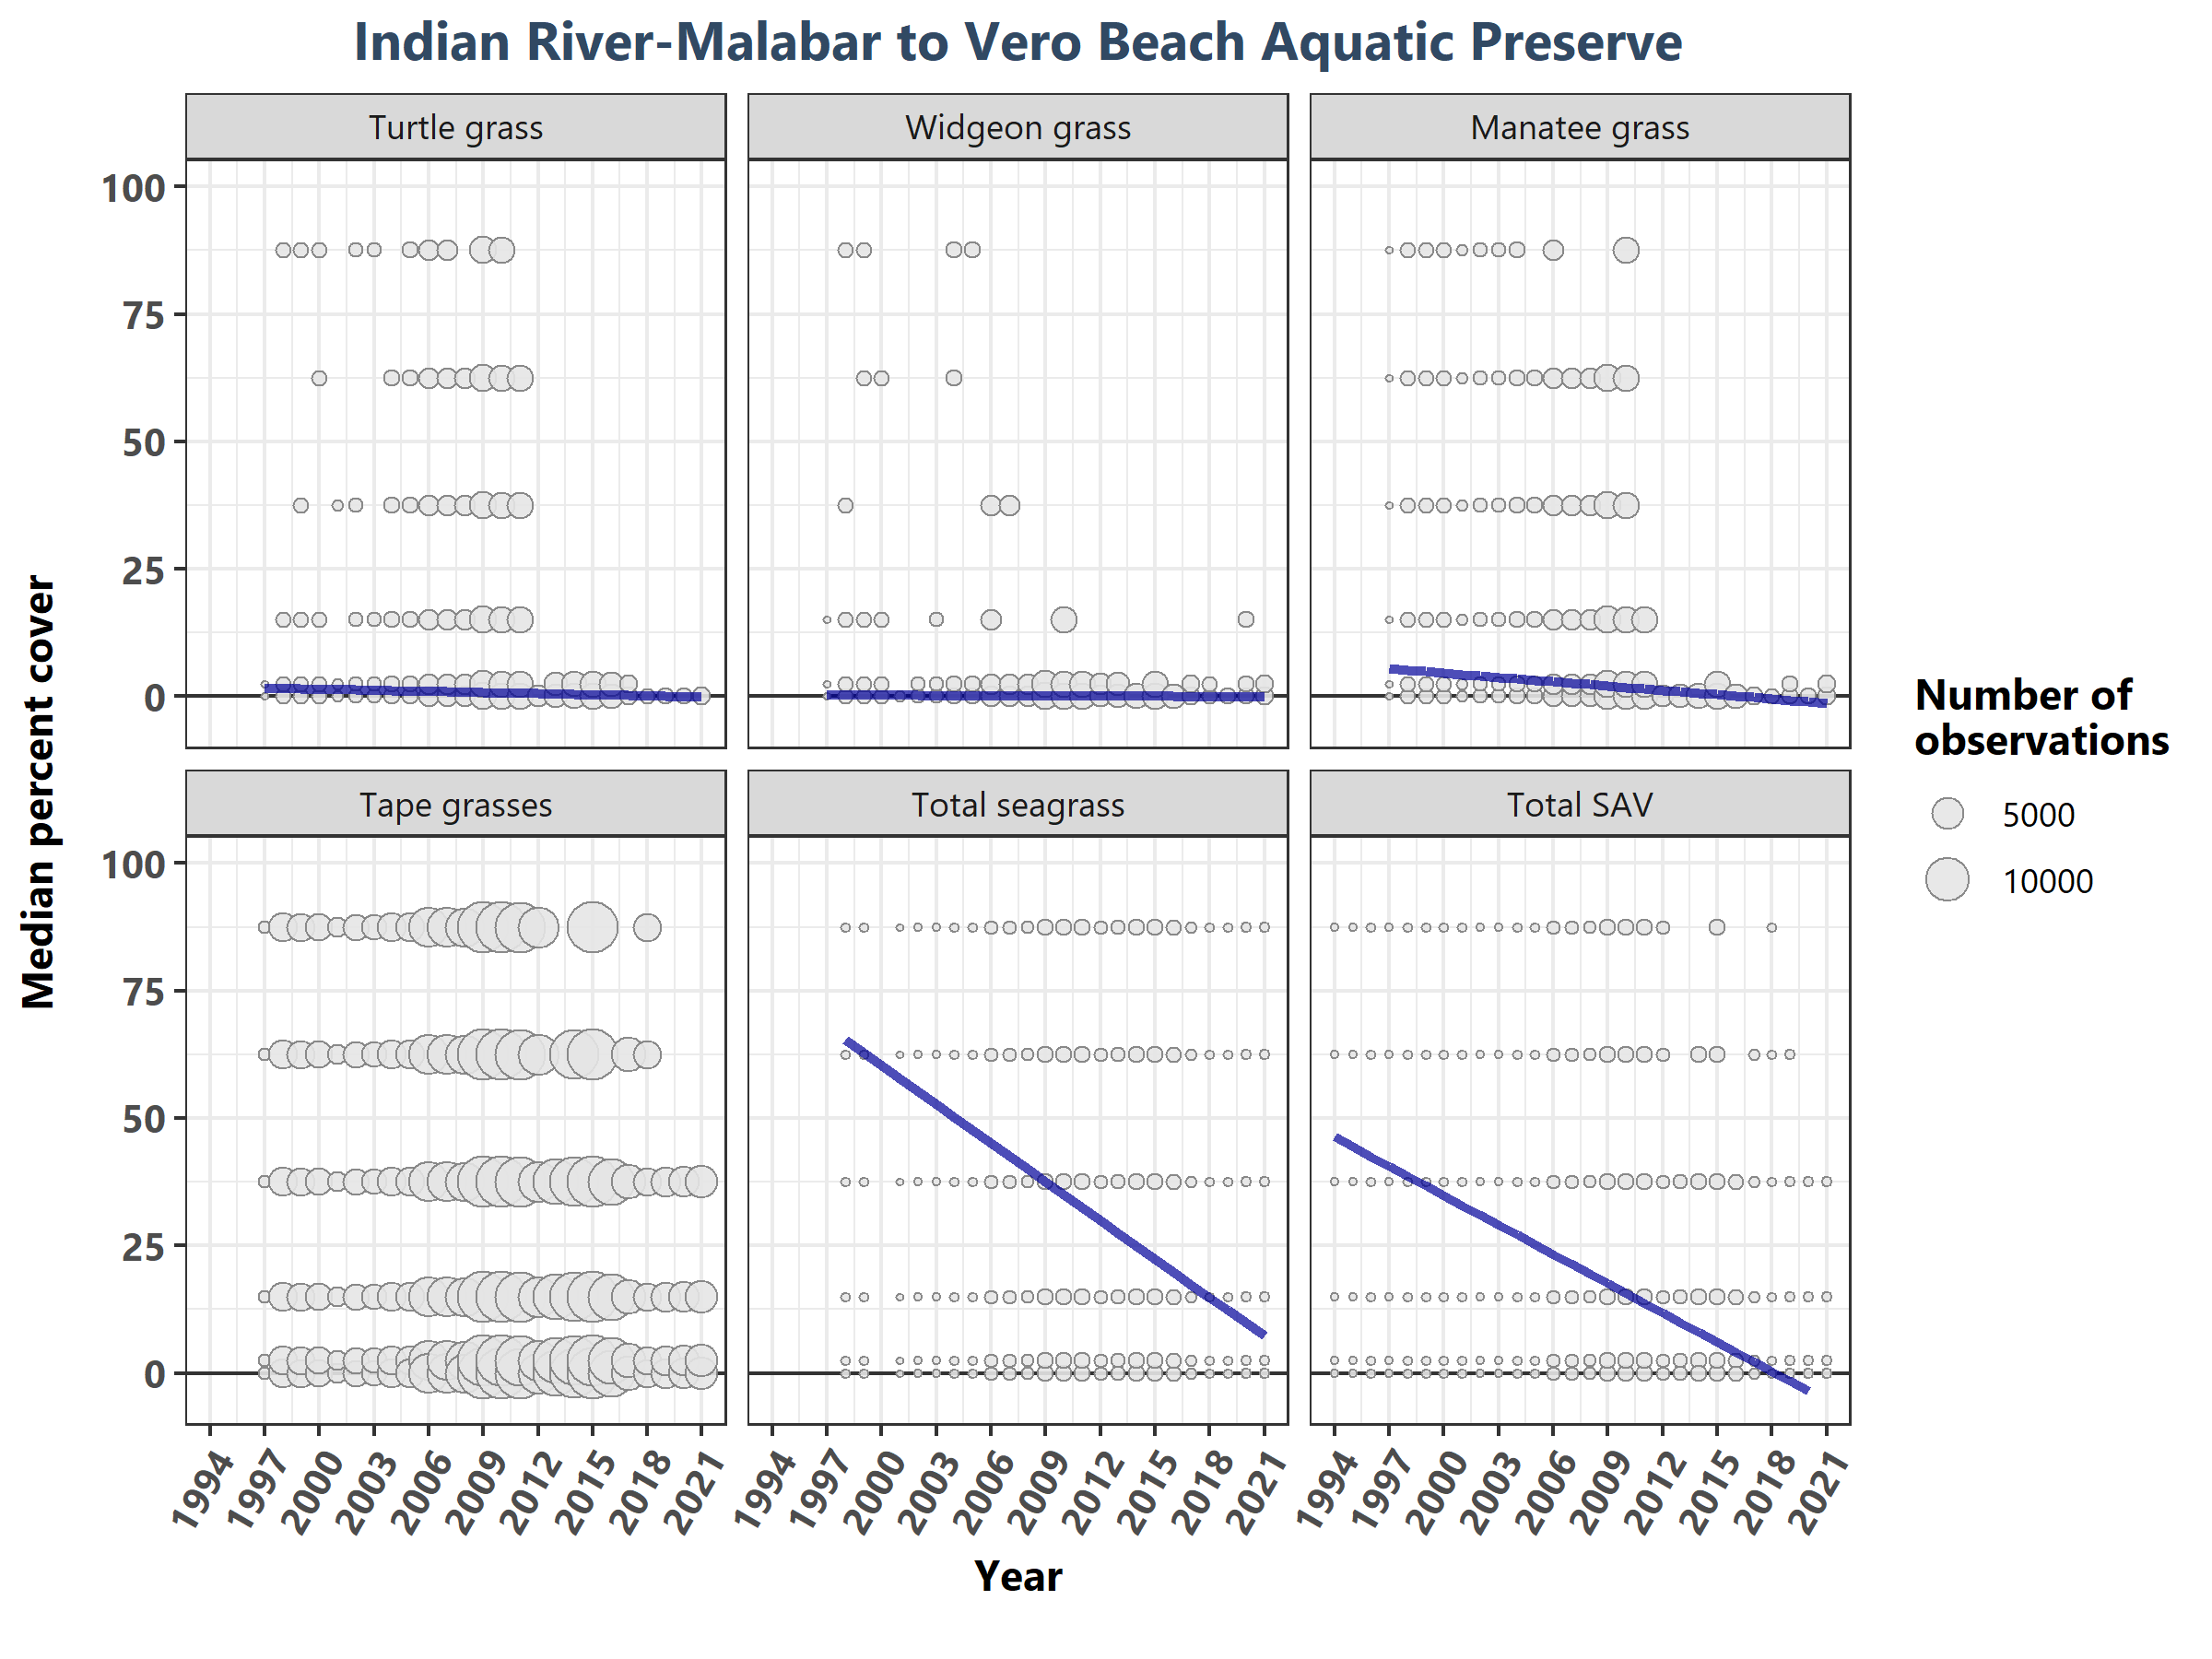 Indian River-Malabar to Vero Beach Aquatic Preserve
Turtle grass
Widgeon grass
Manatee grass
100
75
50
25
0
Tape grasses
Total seagrass
Total SAV
100
75
50
25
0
Median percent cover
1994 1997 2000 2003 2006 2009 2012 2015 2018 2021
1994 1997 2000 2003 2006 2009 2012 2015 2018 2021
1994 1997 2000 2003 2006 2009 2012 2015 2018 2021
Year
Number of
observations
5000
10000